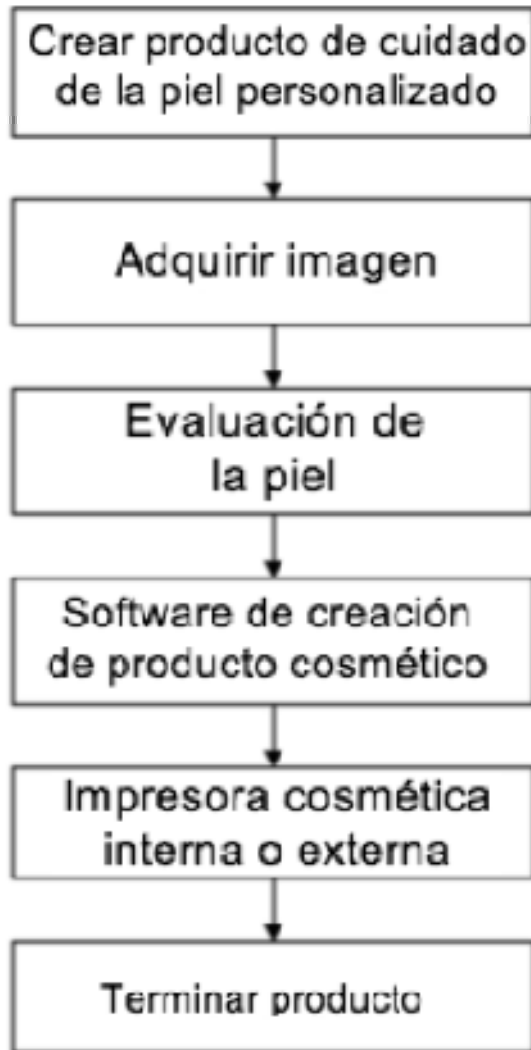 Crear producto de cuidado
de la piel personalizado
Adquirir imagen
Evaluación de
la piel
Software de creación
de producto cosmético
Impresora cosmética
interna o externa
Terminar producto